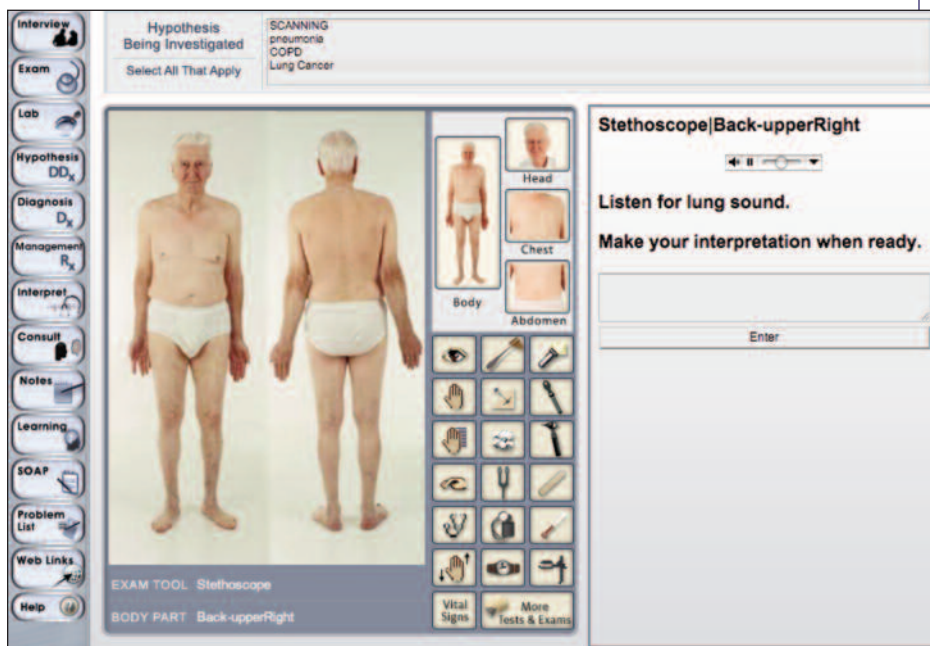 Interview
Exam
Lab
Hypothesis
DDx
Diagnosis
Dx
Management
Rx
Interpret
Consult
Notes
Learning
SOAP
Problem
List
Web Links
Help
Hypothesis
Being Investigated
Select All That Apply
SCANNING
pneumonia
COPD
Lung Cancer
Head
Chest
Body
Abdomen
Vital
Signs
More
Tests & Exams
EXAM TOOL Stethoscope
BODY PART Back-upperRight
Stethoscope|Back-upperRight
Listen for lung sound.
Make your interpretation when ready.
Enter